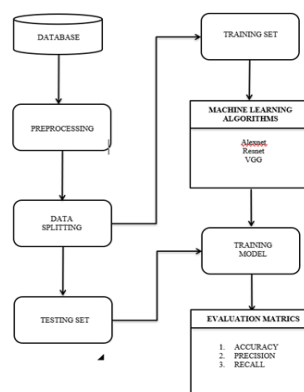 DATABASE
PREPROCESSING
DATA
SPLITTING
TESTING SET
TRAINING SET
MACHINE LEARNING
ALGORITHMS
Alexnet
Resnet
VGG
TRAINING
MODEL
EVALUATION MATRICS
1. ACCURACY
2. PRECISION
3. RECALL